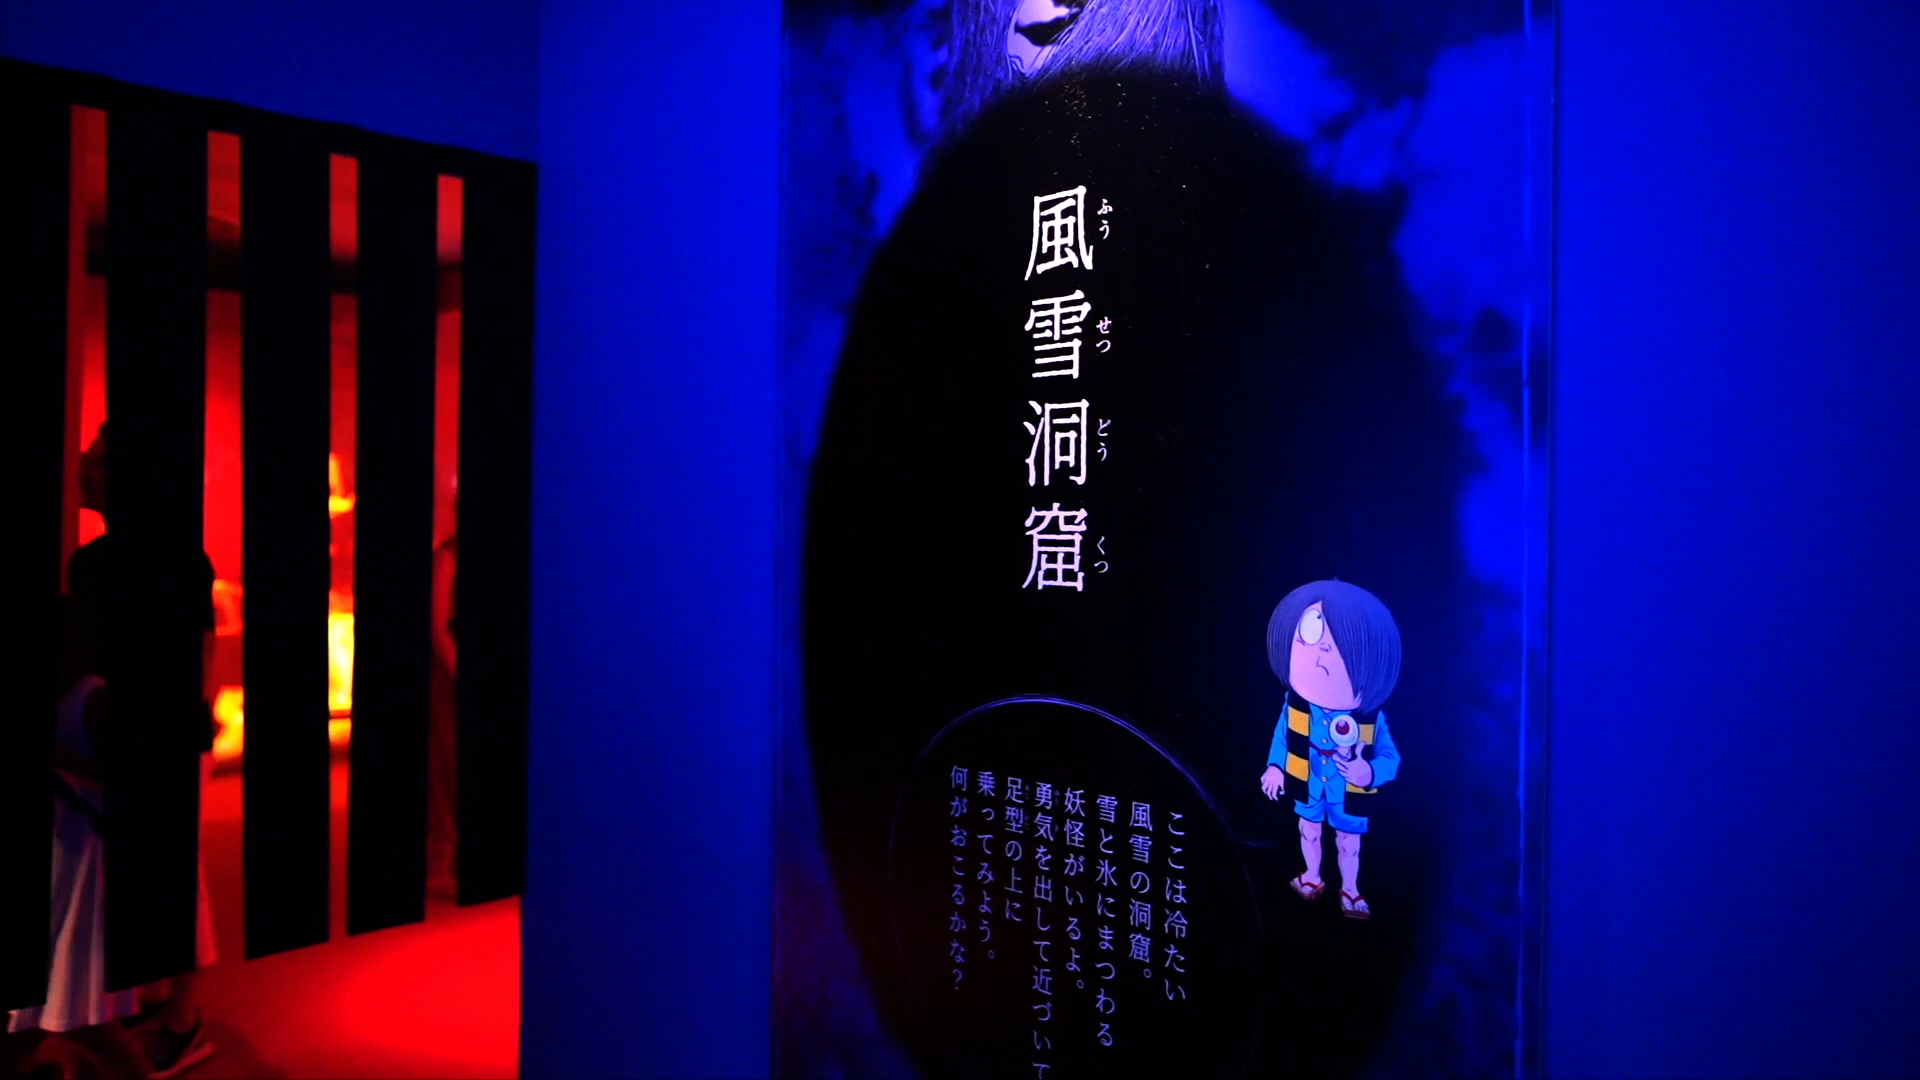 風雪洞窟
ふう せつ どう くつ
ここは冷たい
風雪の洞窟。
雪と氷にまつわる
妖怪がいるよ。
勇気を出して近づいて
足型の上に
乗ってみよう。
何がおこるかな？